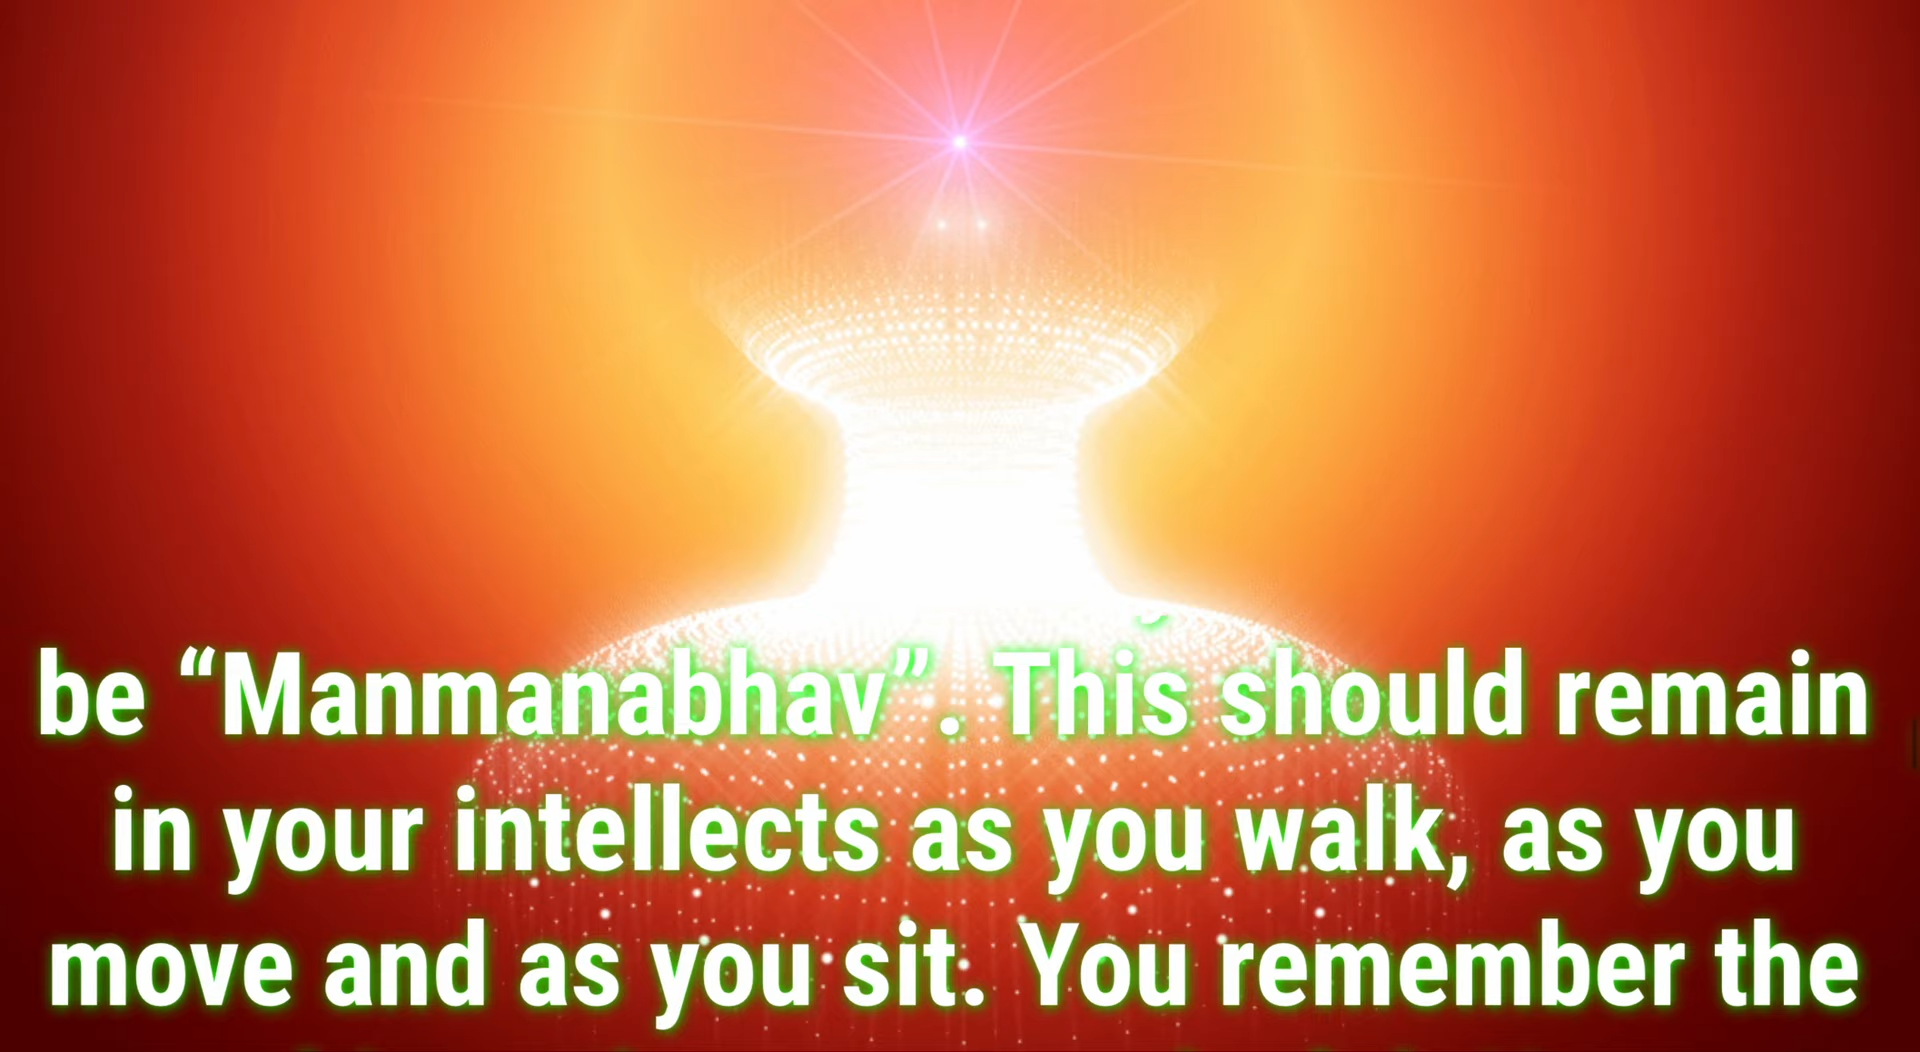 be “Manmanabhav”. This should remain
in your intellects as you walk, as you
move and as you sit. You remember the